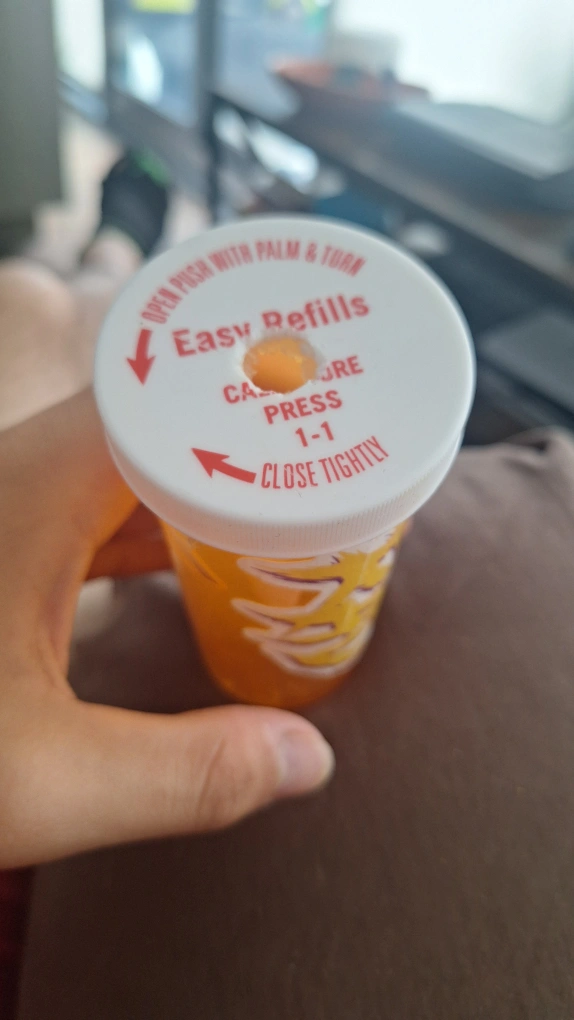 OPEN PUSH WITH PALM & TURN
Easy Refills
PRESS
1-1
CLOSE TIGHTLY